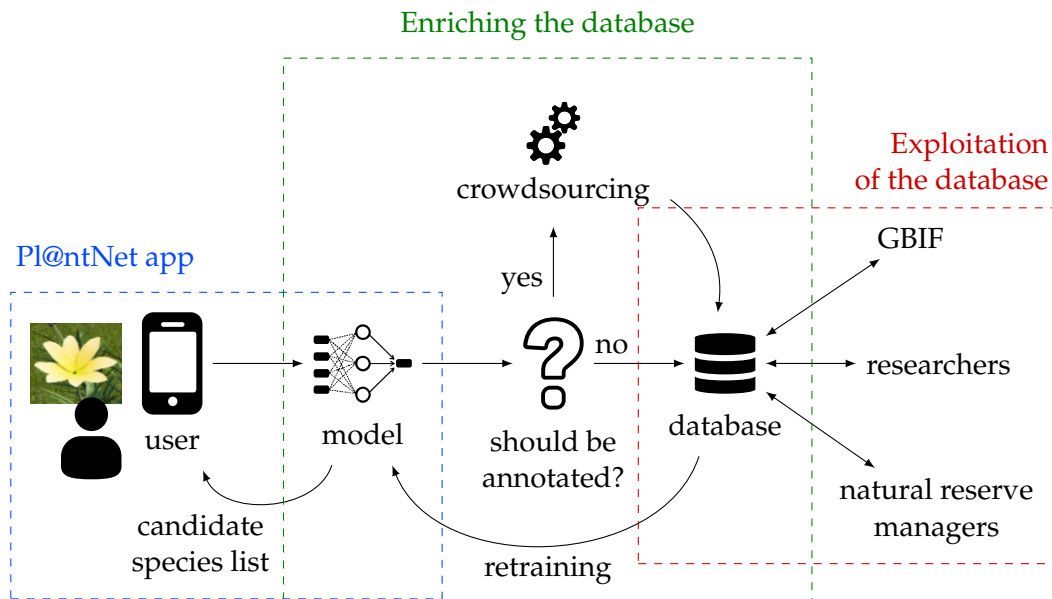 Enriching the database
Exploitation
of the database
crowdsourcing
GBIF
Pl@ntNet app
yes
no
researchers
user
model
should be
annotated?
database
natural reserve
managers
candidate
species list
retraining